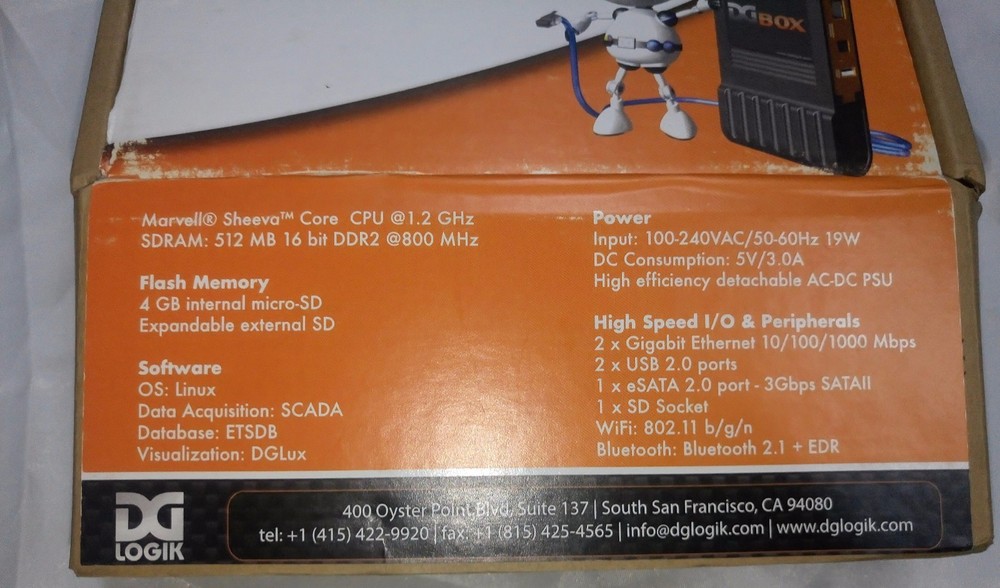 DGBOX
Marvell® Sheeva™ Core CPU @1.2 GHz
SDRAM: 512 MB 16 bit DDR2 @800 MHz
Flash Memory
4 GB internal micro-SD
Expandable external SD
Software
OS: Linux
Data Acquisition: SCADA
Database: ETSDB
Visualization: DGLux
Power
Input: 100-240VAC/50-60Hz 19W
DC Consumption: 5V/3.0A
High efficiency detachable AC-DC PSU
High Speed I/O & Peripherals
2 x Gigabit Ethernet 10/100/1000 Mbps
2 x USB 2.0 ports
1 x eSATA 2.0 port - 3Gbps SATAII
1 x SD Socket
WiFi: 802.11 b/g/n
Bluetooth: Bluetooth 2.1 + EDR
DG
LOGIK
400 Oyster Point Blvd, Suite 137 | South San Francisco, CA 94080
tel: +1 (415) 422-9920 | fax: +1 (815) 425-4565 | info@dglogik.com | www.dglogik.com